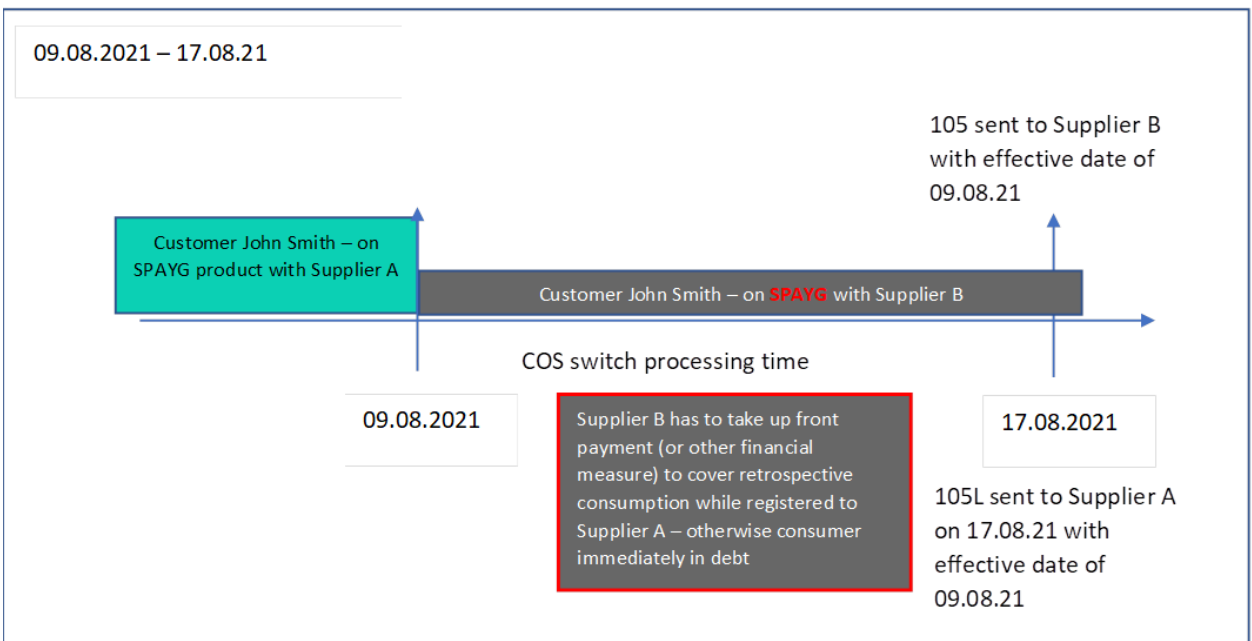 09.08.2021 – 17.08.21
105 sent to Supplier B
with effective date of
09.08.21
Customer John Smith – on
SPAYG product with Supplier A
Customer John Smith – on SPAYG with Supplier B
COS switch processing time
09.08.2021
Supplier B has to take up front
payment (or other financial
measure) to cover retrospective
consumption while registered to
Supplier A – otherwise consumer
immediately in debt
17.08.2021
105L sent to Supplier A
on 17.08.21 with
effective date of
09.08.21